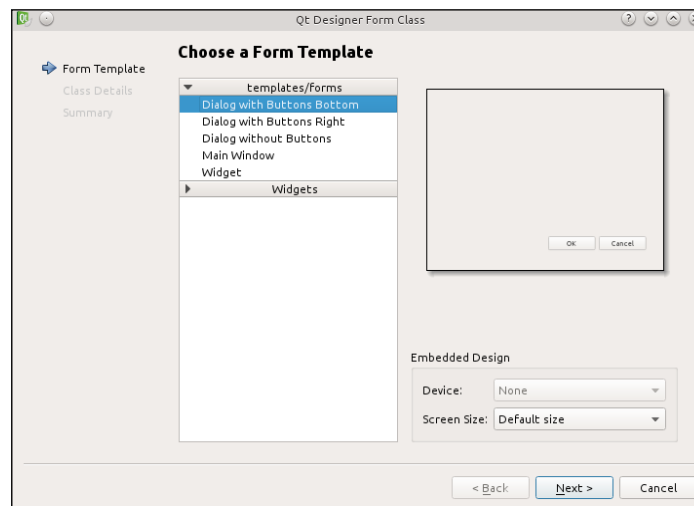 Qt Designer Form Class
Choose a Form Template
Form Template
Class Details
Summary
templates/forms
Dialog with Buttons Bottom
Dialog with Buttons Right
Dialog without Buttons
Main Window
Widget
Widgets
OK Cancel
Embedded Design
Device: None
Screen Size: Default size
< Back Next > Cancel